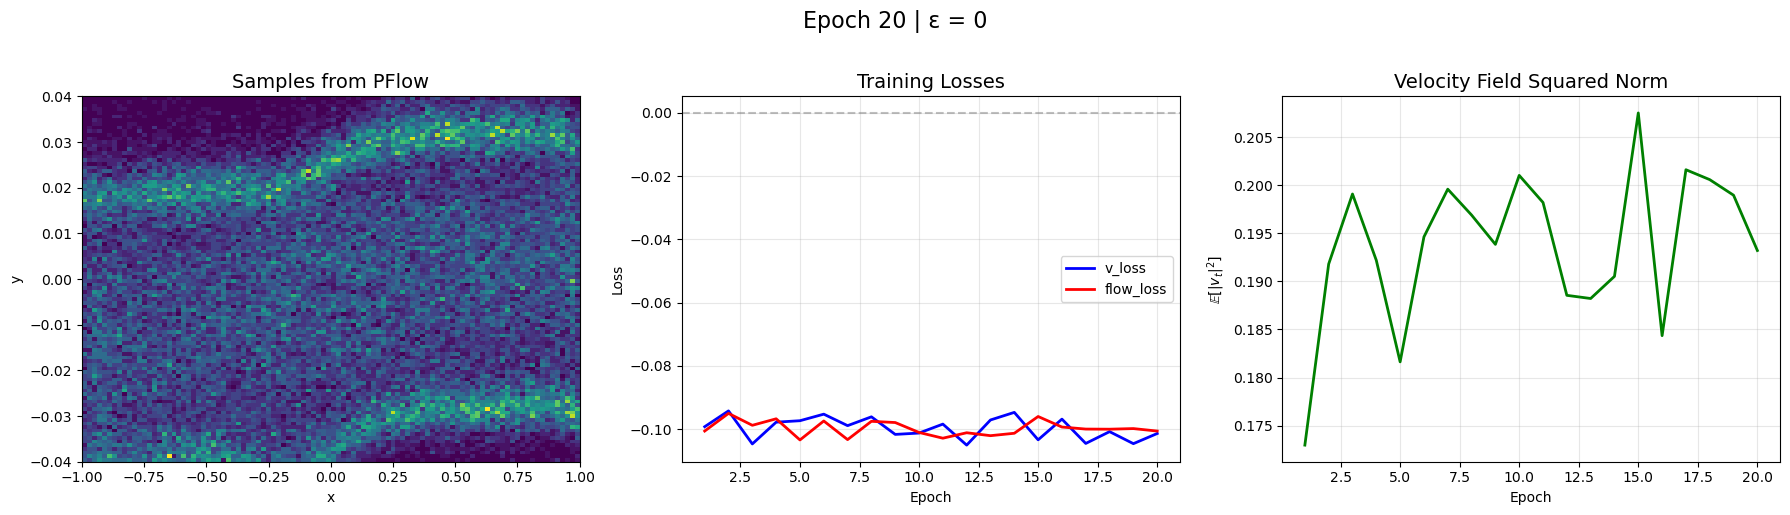 Epoch 20 | ε = 0
Samples from PFlow
0.04
0.03
0.02
0.01
0.00
−0.01
−0.02
−0.03
−0.04
y
−1.00 −0.75 −0.50 −0.25 0.00 0.25 0.50 0.75 1.00
x
Training Losses
0.00
−0.02
−0.04
−0.06
−0.08
−0.10
Loss
v_loss
flow_loss
2.5 5.0 7.5 10.0 12.5 15.0 17.5 20.0
Epoch
Velocity Field Squared Norm
0.205
0.200
0.195
0.190
0.185
0.180
0.175
𝔼[|v_t|²]
2.5 5.0 7.5 10.0 12.5 15.0 17.5 20.0
Epoch